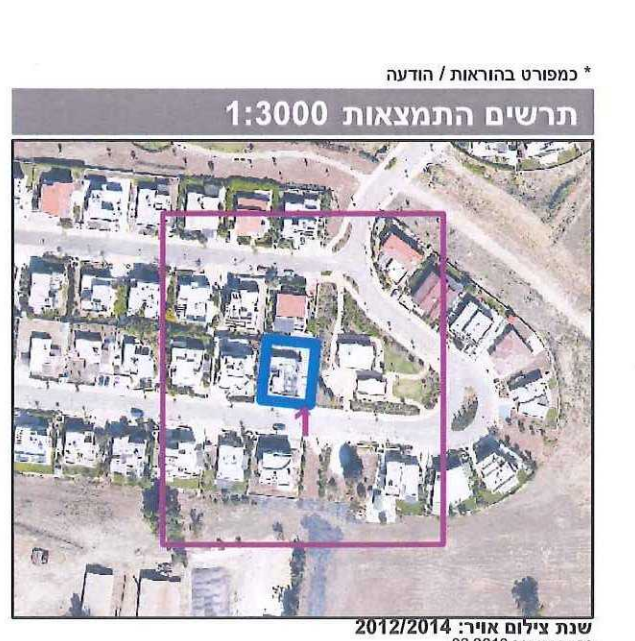 * כמפורט בהוראות / הודעה
תרשים התמצאות 1:3000
שנת צילום אויר: 2012/2014